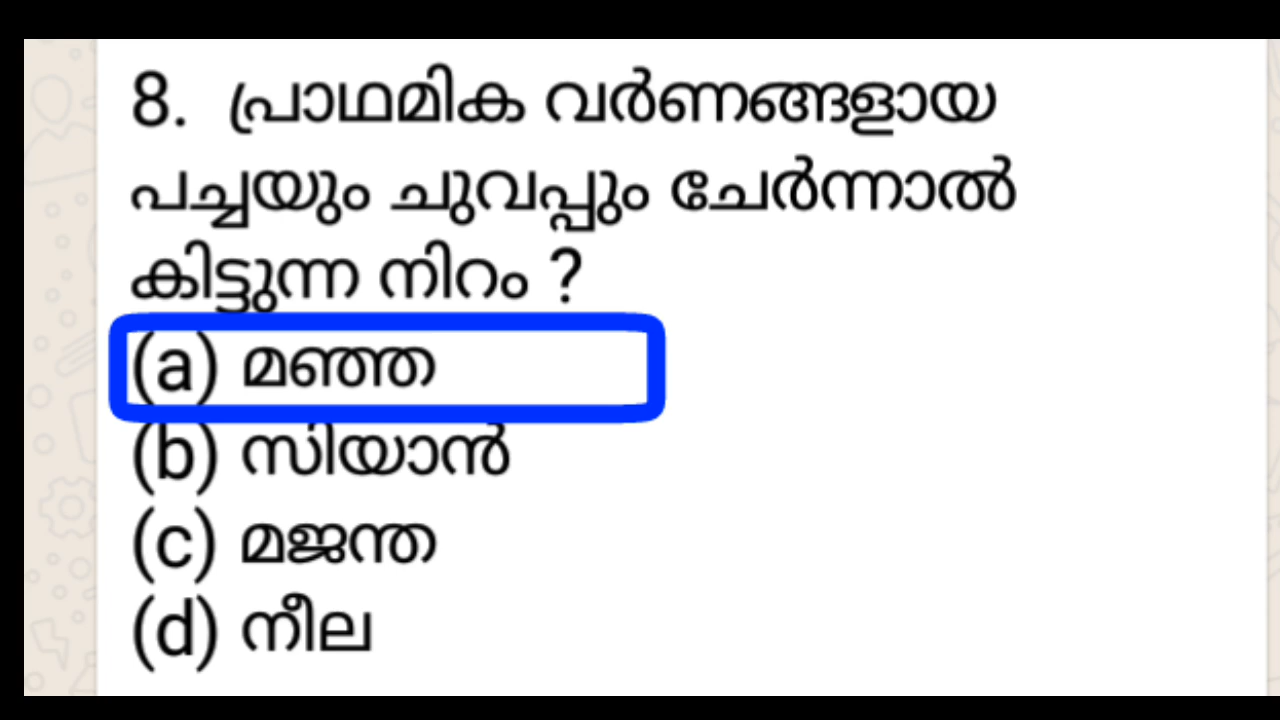 8. പ്രാഥമിക വർണങ്ങളായ
പച്ചയും ചുവപ്പും ചേർന്നാൽ
കിട്ടുന്ന നിറം ?
(a) മഞ്ഞ
(b) സിയാൻ
(c) മജന്ത
(d) നീല